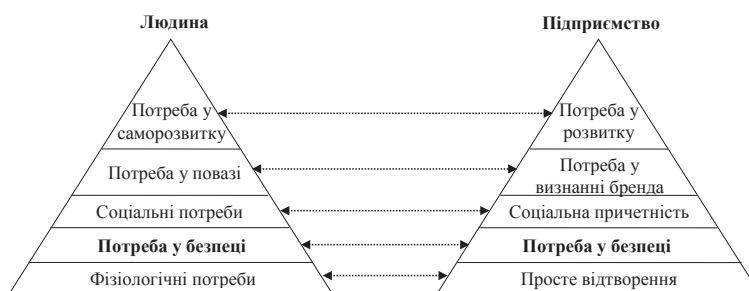 Людина
Потреба у
саморозвитку
Потреба у повазі
Соціальні потреби
Потреба у безпеці
Фізіологічні потреби
Підприємство
Потреба у
розвитку
Потреба у
визнанні бренда
Соціальна причетність
Потреба у безпеці
Просте відтворення